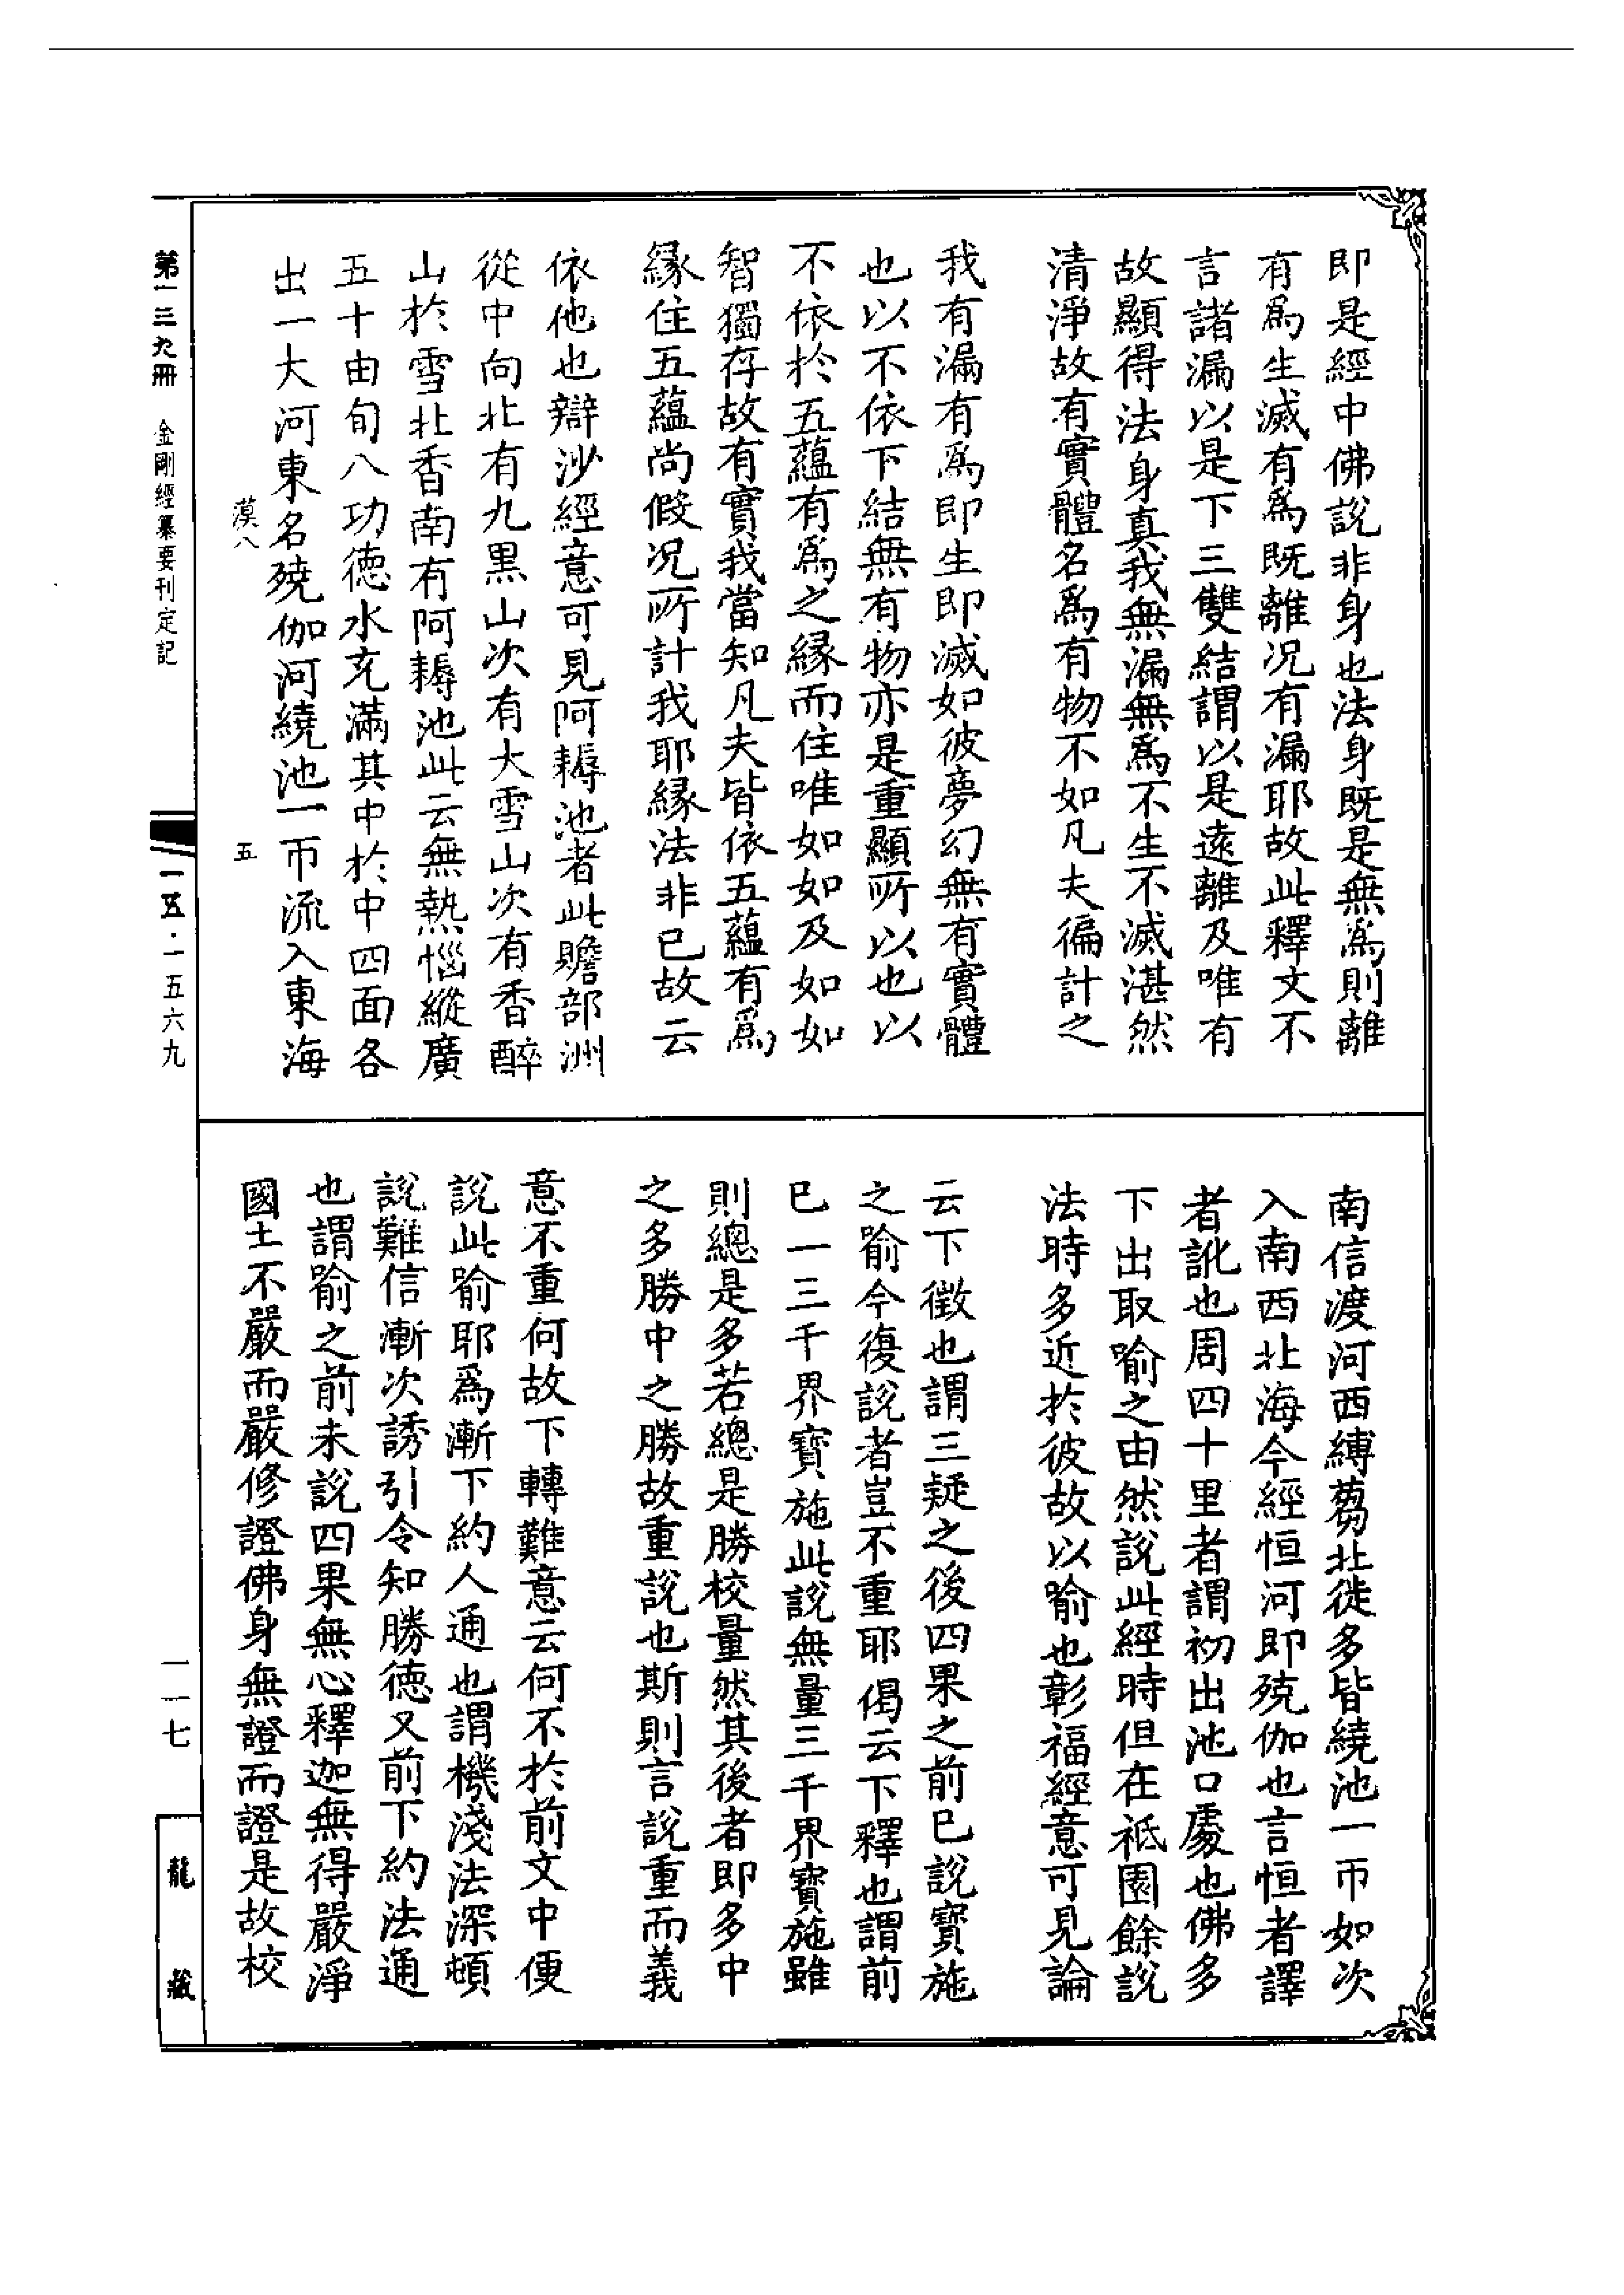 即是經中佛說非身也法身既是無為則離
有為生滅有為既離况有漏耶故此釋文不
言諸漏以是下三雙結謂以是遠離及唯有
故顯得法身真我無漏無為不生不滅湛然
清淨故有實體名為有物不如凡夫徧計之
我有漏有為即生即滅如彼夢幻無有實體
也以不依下結無有物亦是重顯所以也以
不依於五蘊有為之緣而住唯如如及如如
智獨存故有實我當知凡夫皆依五蘊有為
緣住五蘊尚假况所計我耶緣法非已故云
依他也辯沙經意可見阿耨池者此贍部洲
從中向北有九黑山次有大雪山次有香醉
山於雪北香南有阿耨池此云無熱惱縱廣
五十由旬八功德水充滿其中於中四面各
出一大河東名殑伽河繞池一帀流入東海
漠八
五
南信渡河西縛芻北徙多皆繞池一帀如次
入南西北海今經恒河即殑伽也言恒者譯
者訛也周四十里者謂初出池口處也佛多
下出取喻之由然說此經時但在祇園餘說
法時多近於彼故以喻也彰福經意可見論
云下徵也謂三疑之後四果之前已說寶施
之喻今復說者豈不重耶偈云下釋也謂前
已一三千界寶施此說無量三千界寶施雖
則總是多若總是勝校量然其後者即多中
之多勝中之勝故重說也斯則言說重而義
意不重何故下轉難意云何不於前文中便
說此喻耶為漸下約人通也謂機淺法深頓
說難信漸次誘引令知勝德又前下約法通
也謂喻之前未說四果無心釋迦無得嚴淨
國土不嚴而嚴修證佛身無證而證是故校
第一三九冊 金剛經纂要刊定記
一五·一五六九
一一七
龍藏